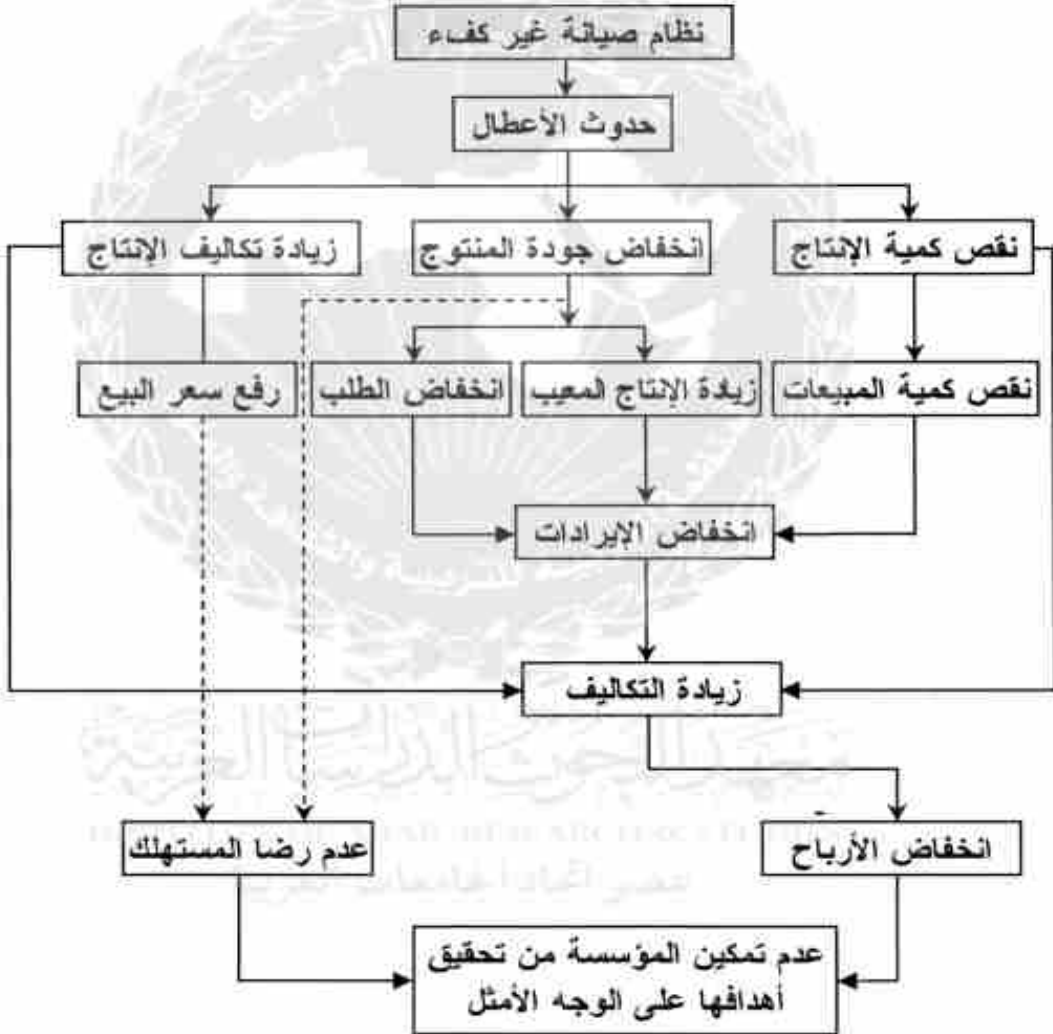 نظام صيانة غير كفء
حدوث الأعطال
نقص كمية الإنتاج
انخفاض جودة المنتوج
زيادة تكاليف الإنتاج
نقص كمية المبيعات
زيادة الإنتاج المعيب
انخفاض الطلب
رفع سعر البيع
انخفاض الإيرادات
زيادة التكاليف
انخفاض الأرباح
عدم رضا المستهلك
عدم تمكين المؤسسة من تحقيق
أهدافها على الوجه الأمثل